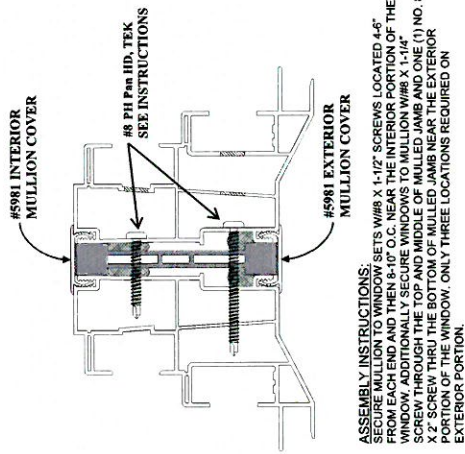 #5981 INTERIOR
MULLION COVER
#8 PH Pan HD, TEK
SEE INSTRUCTIONS
#5981 EXTERIOR
MULLION COVER
ASSEMBLY INSTRUCTIONS:
SECURE MULLION TO WINDOW SETS W/#8 X 1-1/2" SCREWS LOCATED 4-6"
FROM EACH END AND THEN 8-10" O.C. NEAR THE INTERIOR PORTION OF THE
WINDOW, ADDITIONALLY SECURE WINDOWS TO MULLION W/#8 X 1-1/4"
SCREW THROUGH THE TOP AND MIDDLE OF MULLED JAMB AND ONE (1) NO. 8
X 2" SCREW THRU THE BOTTOM OF MULLED JAMB NEAR THE EXTERIOR
PORTION OF THE WINDOW, ONLY THREE LOCATIONS REQUIRED ON
EXTERIOR PORTION.